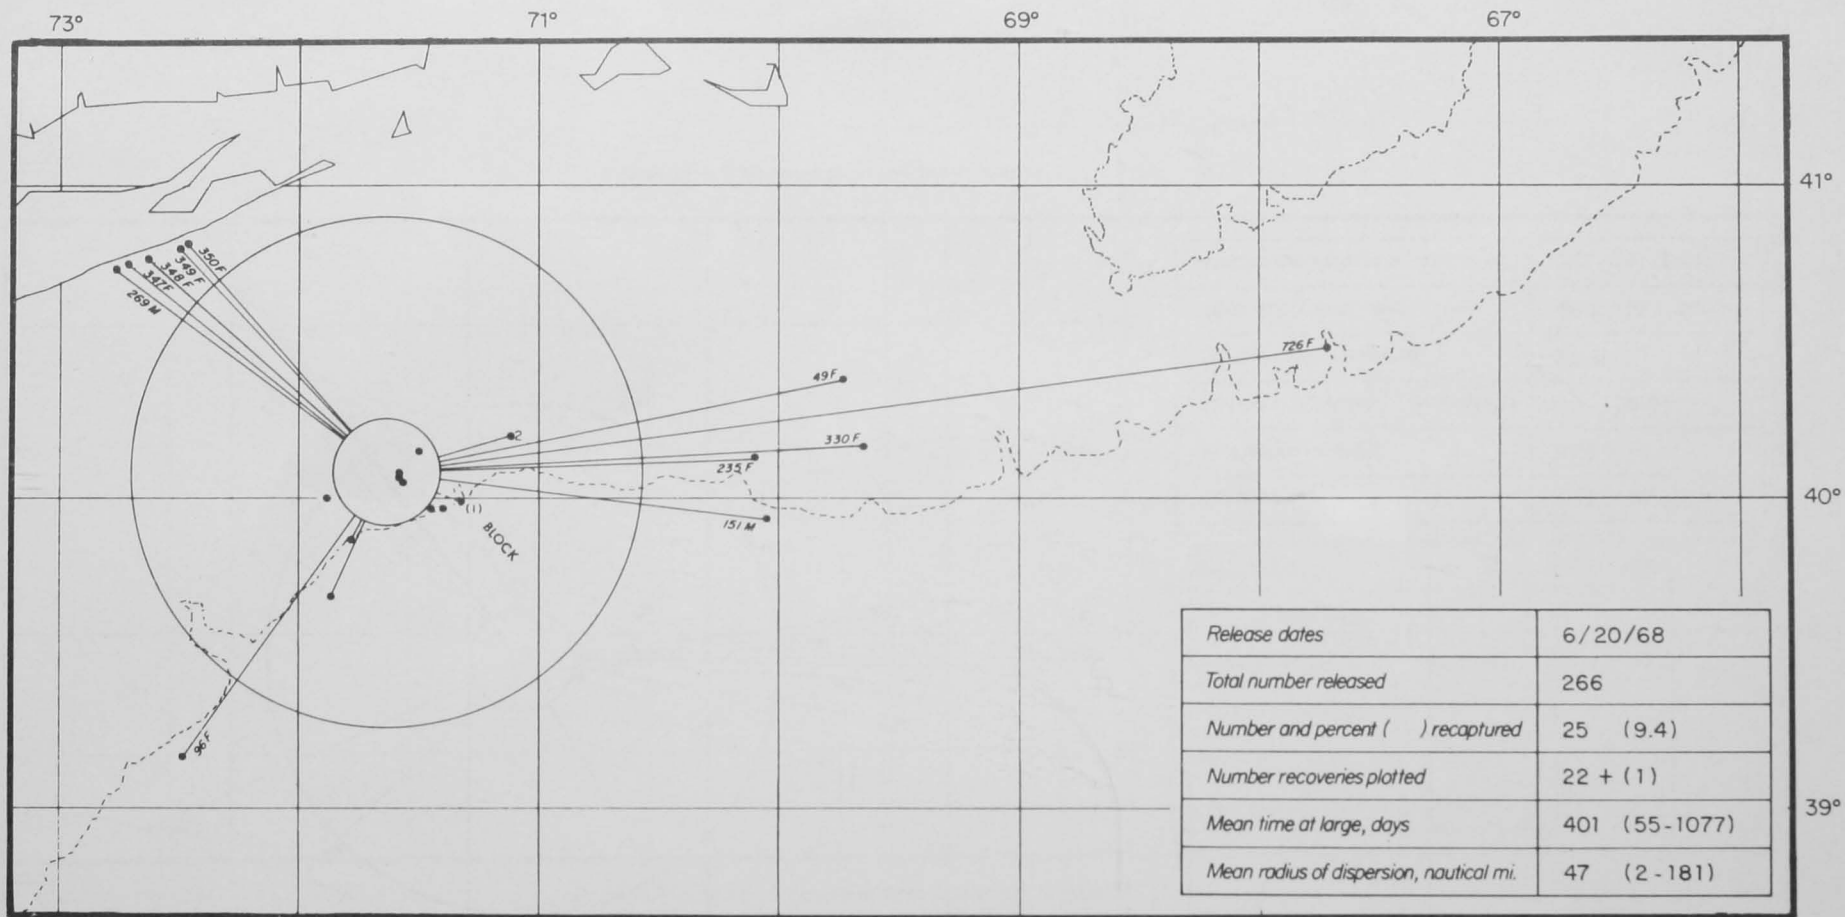 73° 71° 69° 67°
41°
350F
349F
348F
347F
269M
726F
49F
2
330F
235F
40°
(1)
151M
BLOCK
96F
39°
Release dates 6/20/68
Total number released 266
Number and percent ( ) recaptured 25 (9.4)
Number recoveries plotted 22 + (1)
Mean time at large, days 401 (55-1077)
Mean radius of dispersion, nautical mi. 47 (2-181)